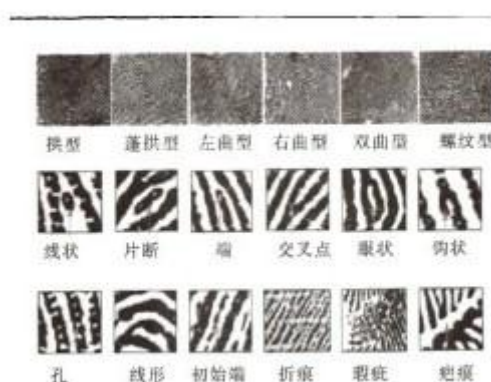 拱型 蓬拱型 左曲型 右曲型 双曲型 螺纹型
线状 片断 端 交叉点 眼状 钩状
孔 线形 初始端 折痕 瑕疵 疤痕